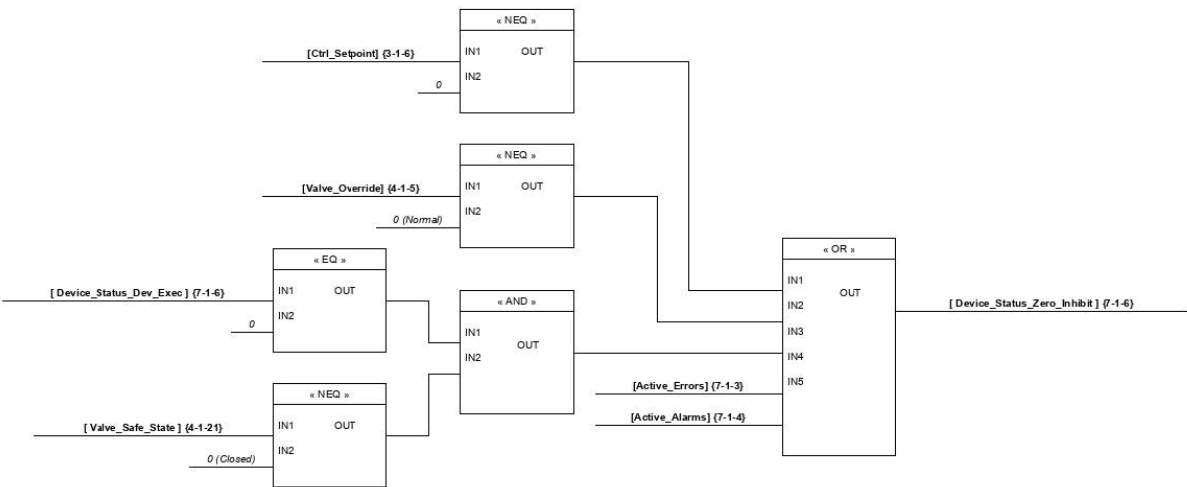 « NEQ »
[Ctrl_Setpoint] {3-1-6}
IN1
OUT
IN2
0
« NEQ »
[Valve_Override] {4-1-5}
IN1
OUT
IN2
0 (Normal)
« EQ »
[ Device_Status_Dev_Exec ] {7-1-6}
IN1
OUT
IN2
0
« AND »
IN1
OUT
IN2
« NEQ »
[ Valve_Safe_State ] {4-1-21}
IN1
OUT
IN2
0 (Closed)
« OR »
IN1
OUT
IN2
IN3
IN4
IN5
[Active_Errors] {7-1-3}
[Active_Alarms] {7-1-4}
[ Device_Status_Zero_Inhibit ] {7-1-6}